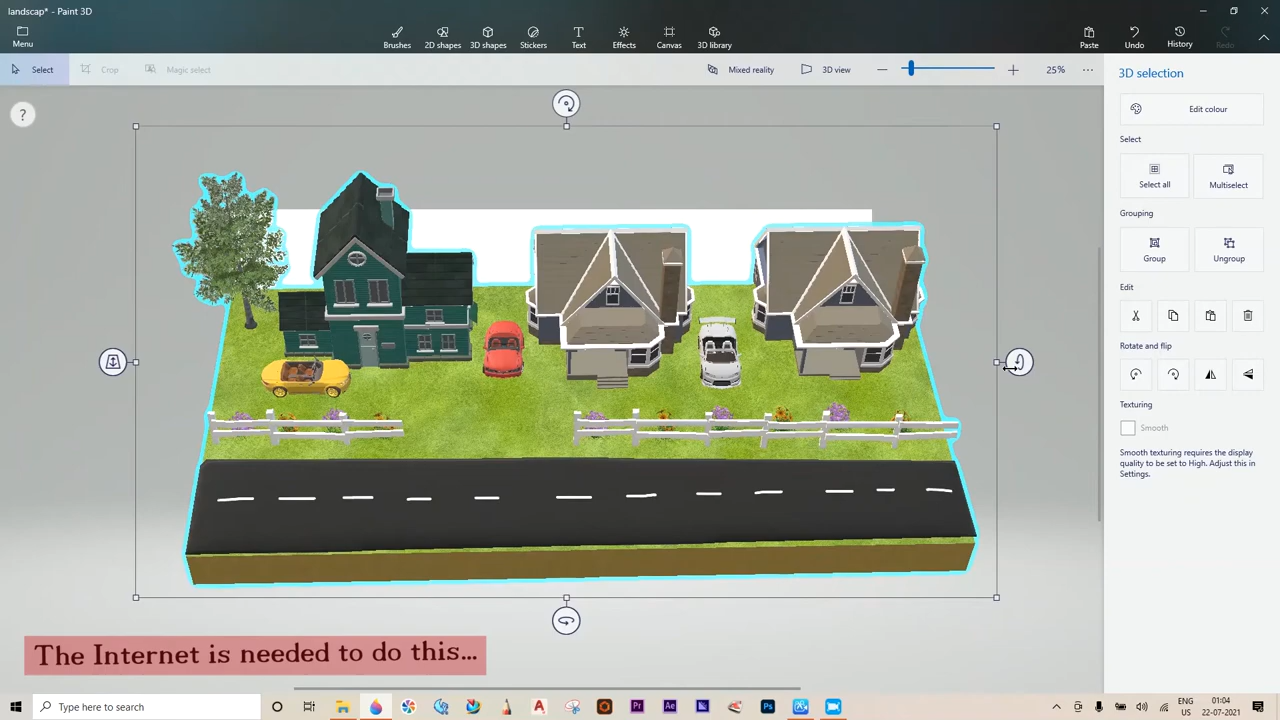 landscap* - Paint 3D
Menu
Brushes
2D shapes
3D shapes
Stickers
Text
Effects
Canvas
3D library
Paste
Undo
History
Redo
Select
Crop
Magic select
Mixed reality
3D view
25%
3D selection
?
Edit colour
Select
Select all
Multiselect
Grouping
Group
Ungroup
Edit
Rotate and flip
Texturing
Smooth
Smooth texturing requires the display
quality to be set to High. Adjust this in
Settings.
The Internet is needed to do this...
Type here to search
A
Pr
Ae
Ps
ENG
US
01:04
22-07-2021